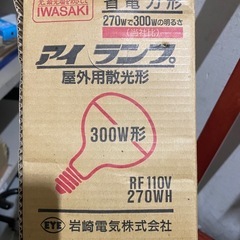 IWASAKI
省電力形
270Wで300Wの明るさ
アイランプ
屋外用散光形
300W形
RF110V
270WH
EYE
岩崎電気株式会社